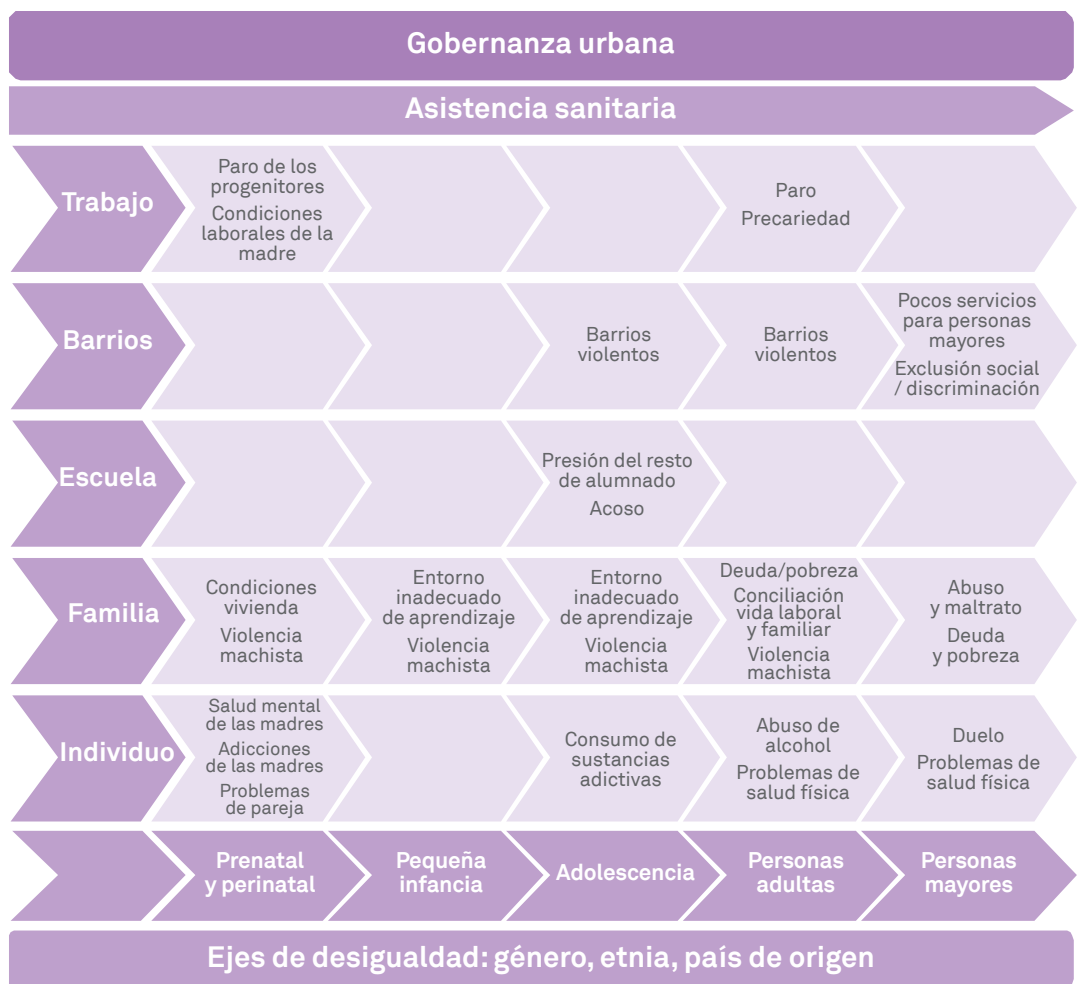 Gobernanza urbana
Asistencia sanitaria
Trabajo
Paro de los
progenitores
Condiciones
laborales de la
madre
Paro
Precariedad
Barrios
Barrios
violentos
Barrios
violentos
Pocos servicios
para personas
mayores
Exclusión social
/ discriminación
Escuela
Presión del resto
de alumnado
Acoso
Familia
Condiciones
vivienda
Violencia
machista
Entorno
inadecuado
de aprendizaje
Violencia
machista
Entorno
inadecuado
de aprendizaje
Violencia
machista
Deuda/pobreza
Conciliación
vida laboral
y familiar
Violencia
machista
Abuso
y maltrato
Deuda
y pobreza
Individuo
Salud mental
de las madres
Adicciones
de las madres
Problemas
de pareja
Consumo de
sustancias
adictivas
Abuso de
alcohol
Problemas de
salud física
Duelo
Problemas de
salud física
Prenatal
y perinatal
Pequeña
infancia
Adolescencia
Personas
adultas
Personas
mayores
Ejes de desigualdad: género, etnia, país de origen